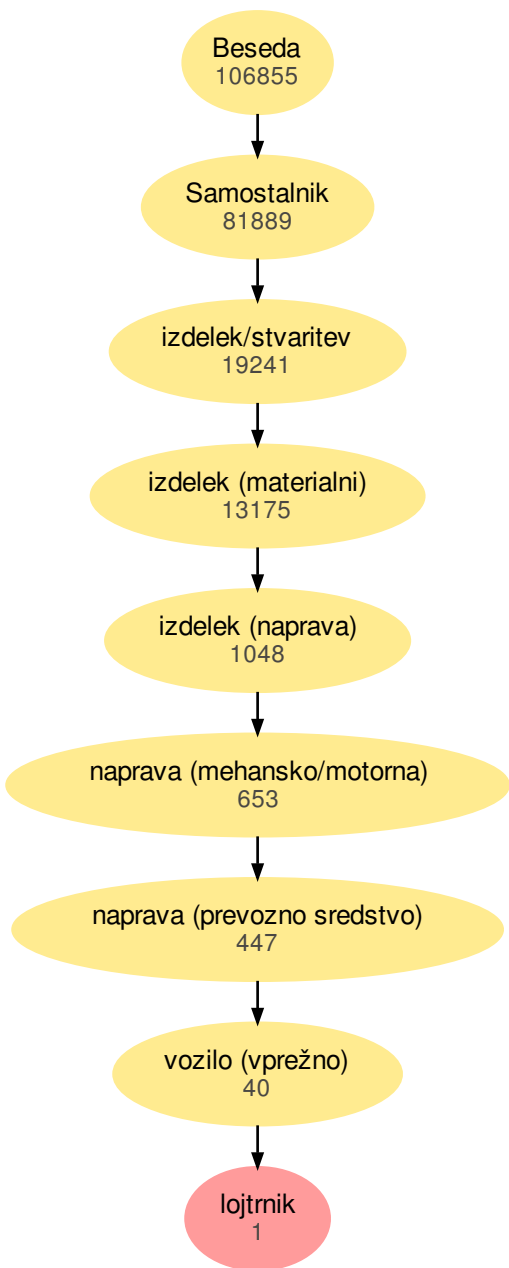 Beseda
106855
Samostalnik
81889
izdelek/stvaritev
19241
izdelek (materialni)
13175
izdelek (naprava)
1048
naprava (mehansko/motorna)
653
naprava (prevozno sredstvo)
447
vozilo (vprežno)
40
lojtrnik
1